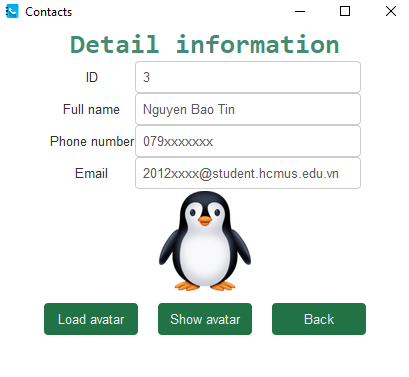 Contacts
Detail information
ID 3
Full name Nguyen Bao Tin
Phone number 079xxxxxxx
Email 2012xxxx@student.hcmus.edu.vn
Load avatar Show avatar Back